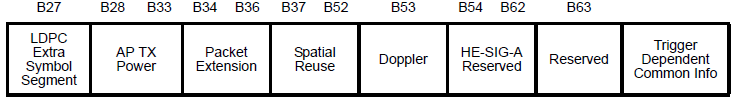 B27 B28 B33 B34 B36 B37 B52 B53 B54 B62 B63
LDPC
Extra
Symbol
Segment
AP TX
Power
Packet
Extension
Spatial
Reuse
Doppler
HE-SIG-A
Reserved
Reserved
Trigger
Dependent
Common Info